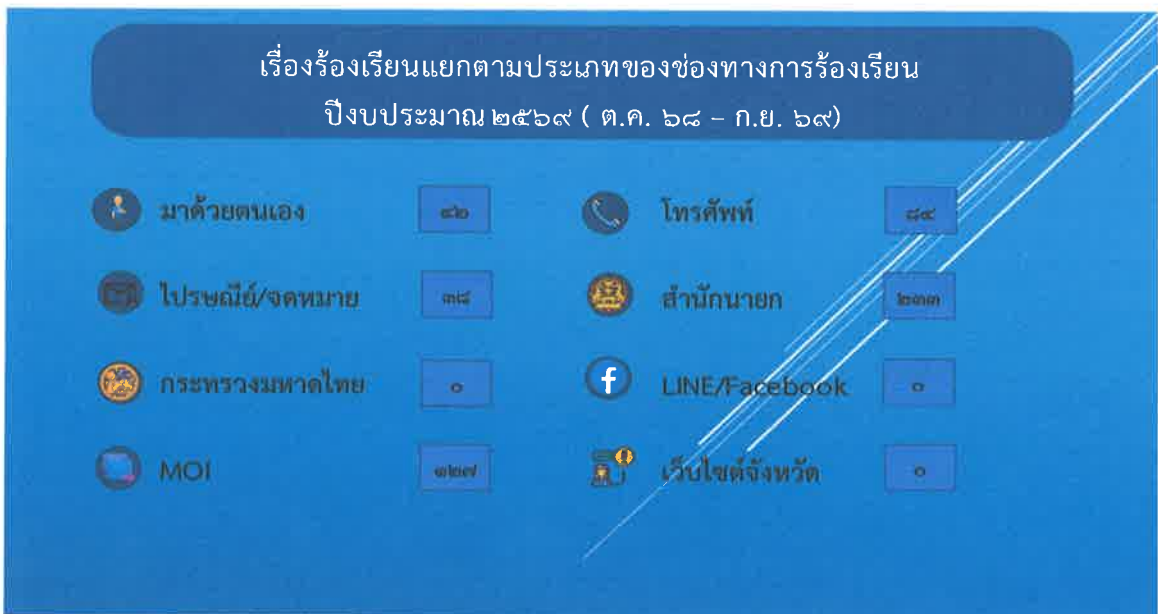 เรื่องร้องเรียนแยกตามประเภทของช่องทางการร้องเรียน
ปีงบประมาณ ๒๕๖๙ ( ต.ค. ๖๘ – ก.ย. ๖๙)
มาด้วยตนเอง
โทรศัพท์
ไปรษณีย์/จดหมาย ๓๘
สำนักนายก ๒๓๓
กระทรวงมหาดไทย ๐
LINE/Facebook ๐
MOI ๑๒๗
เว็บไซต์จังหวัด ๐